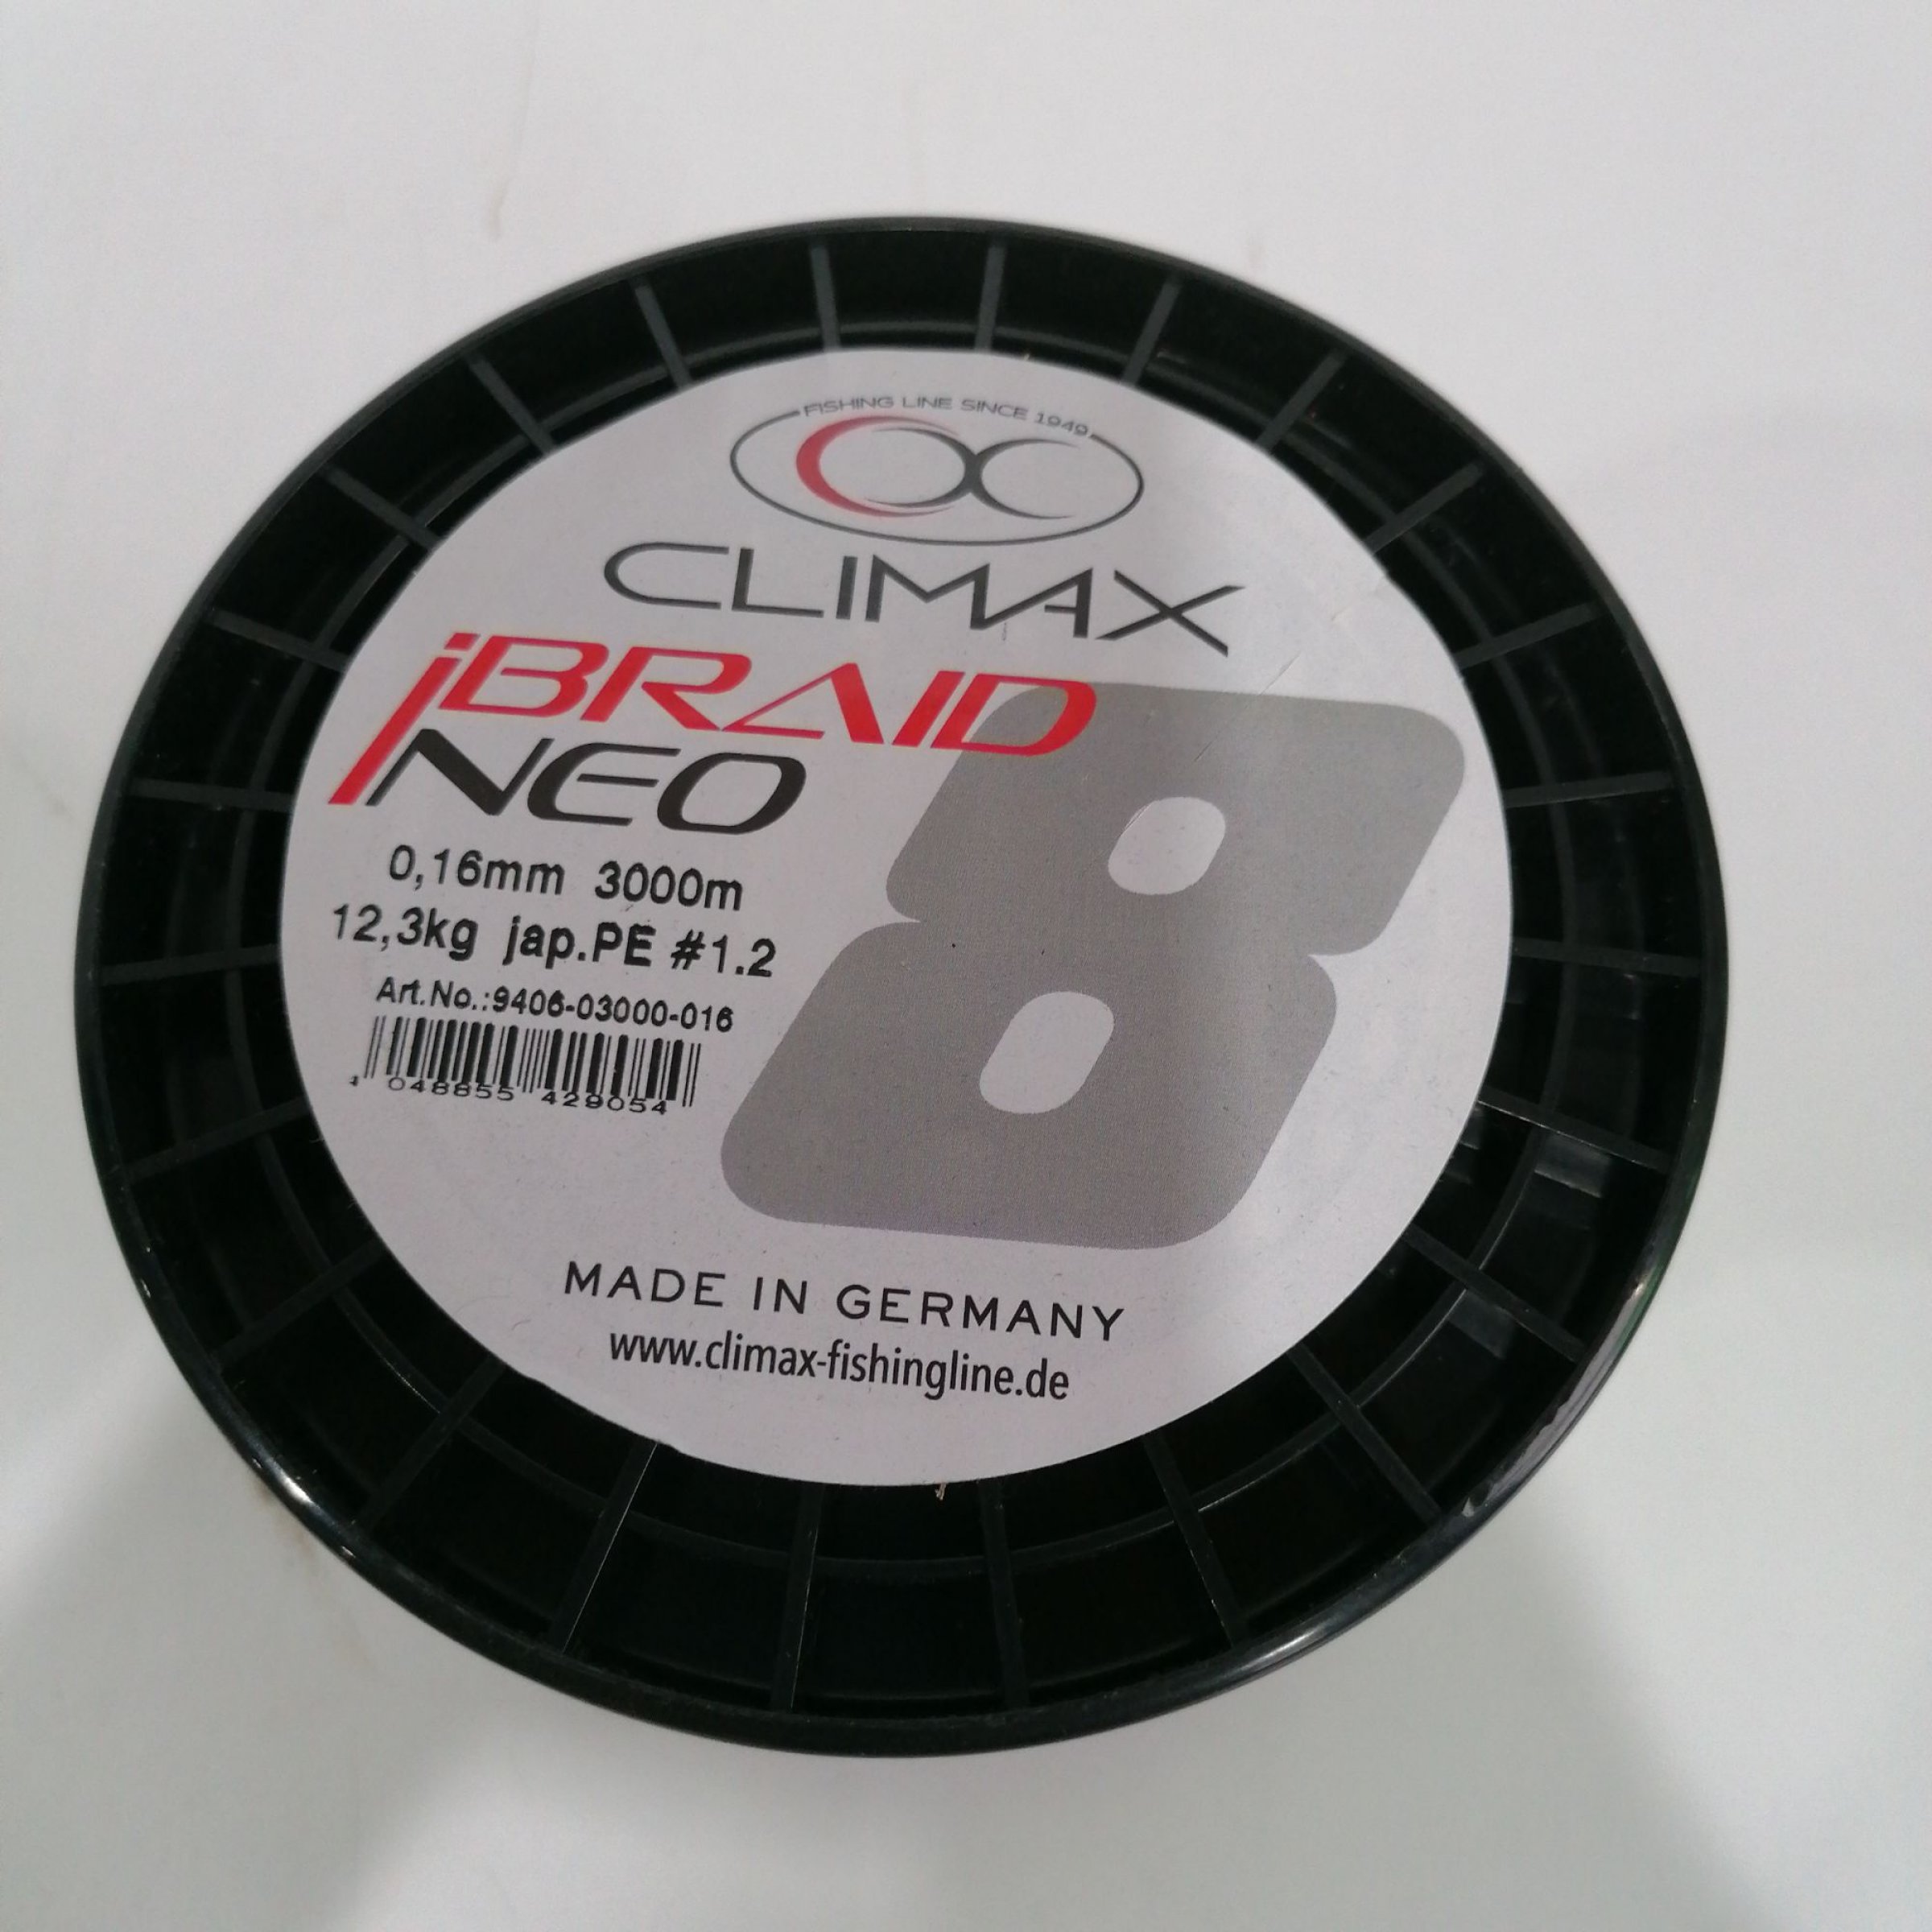 FISHING LINE SINCE 1949
CLIMAX
iBRAID
NEO
8
0,16mm 3000m
12,3kg jap.PE #1.2
Art.No.:9406-03000-016
4 048855 429054
MADE IN GERMANY
www.climax-fishingline.de